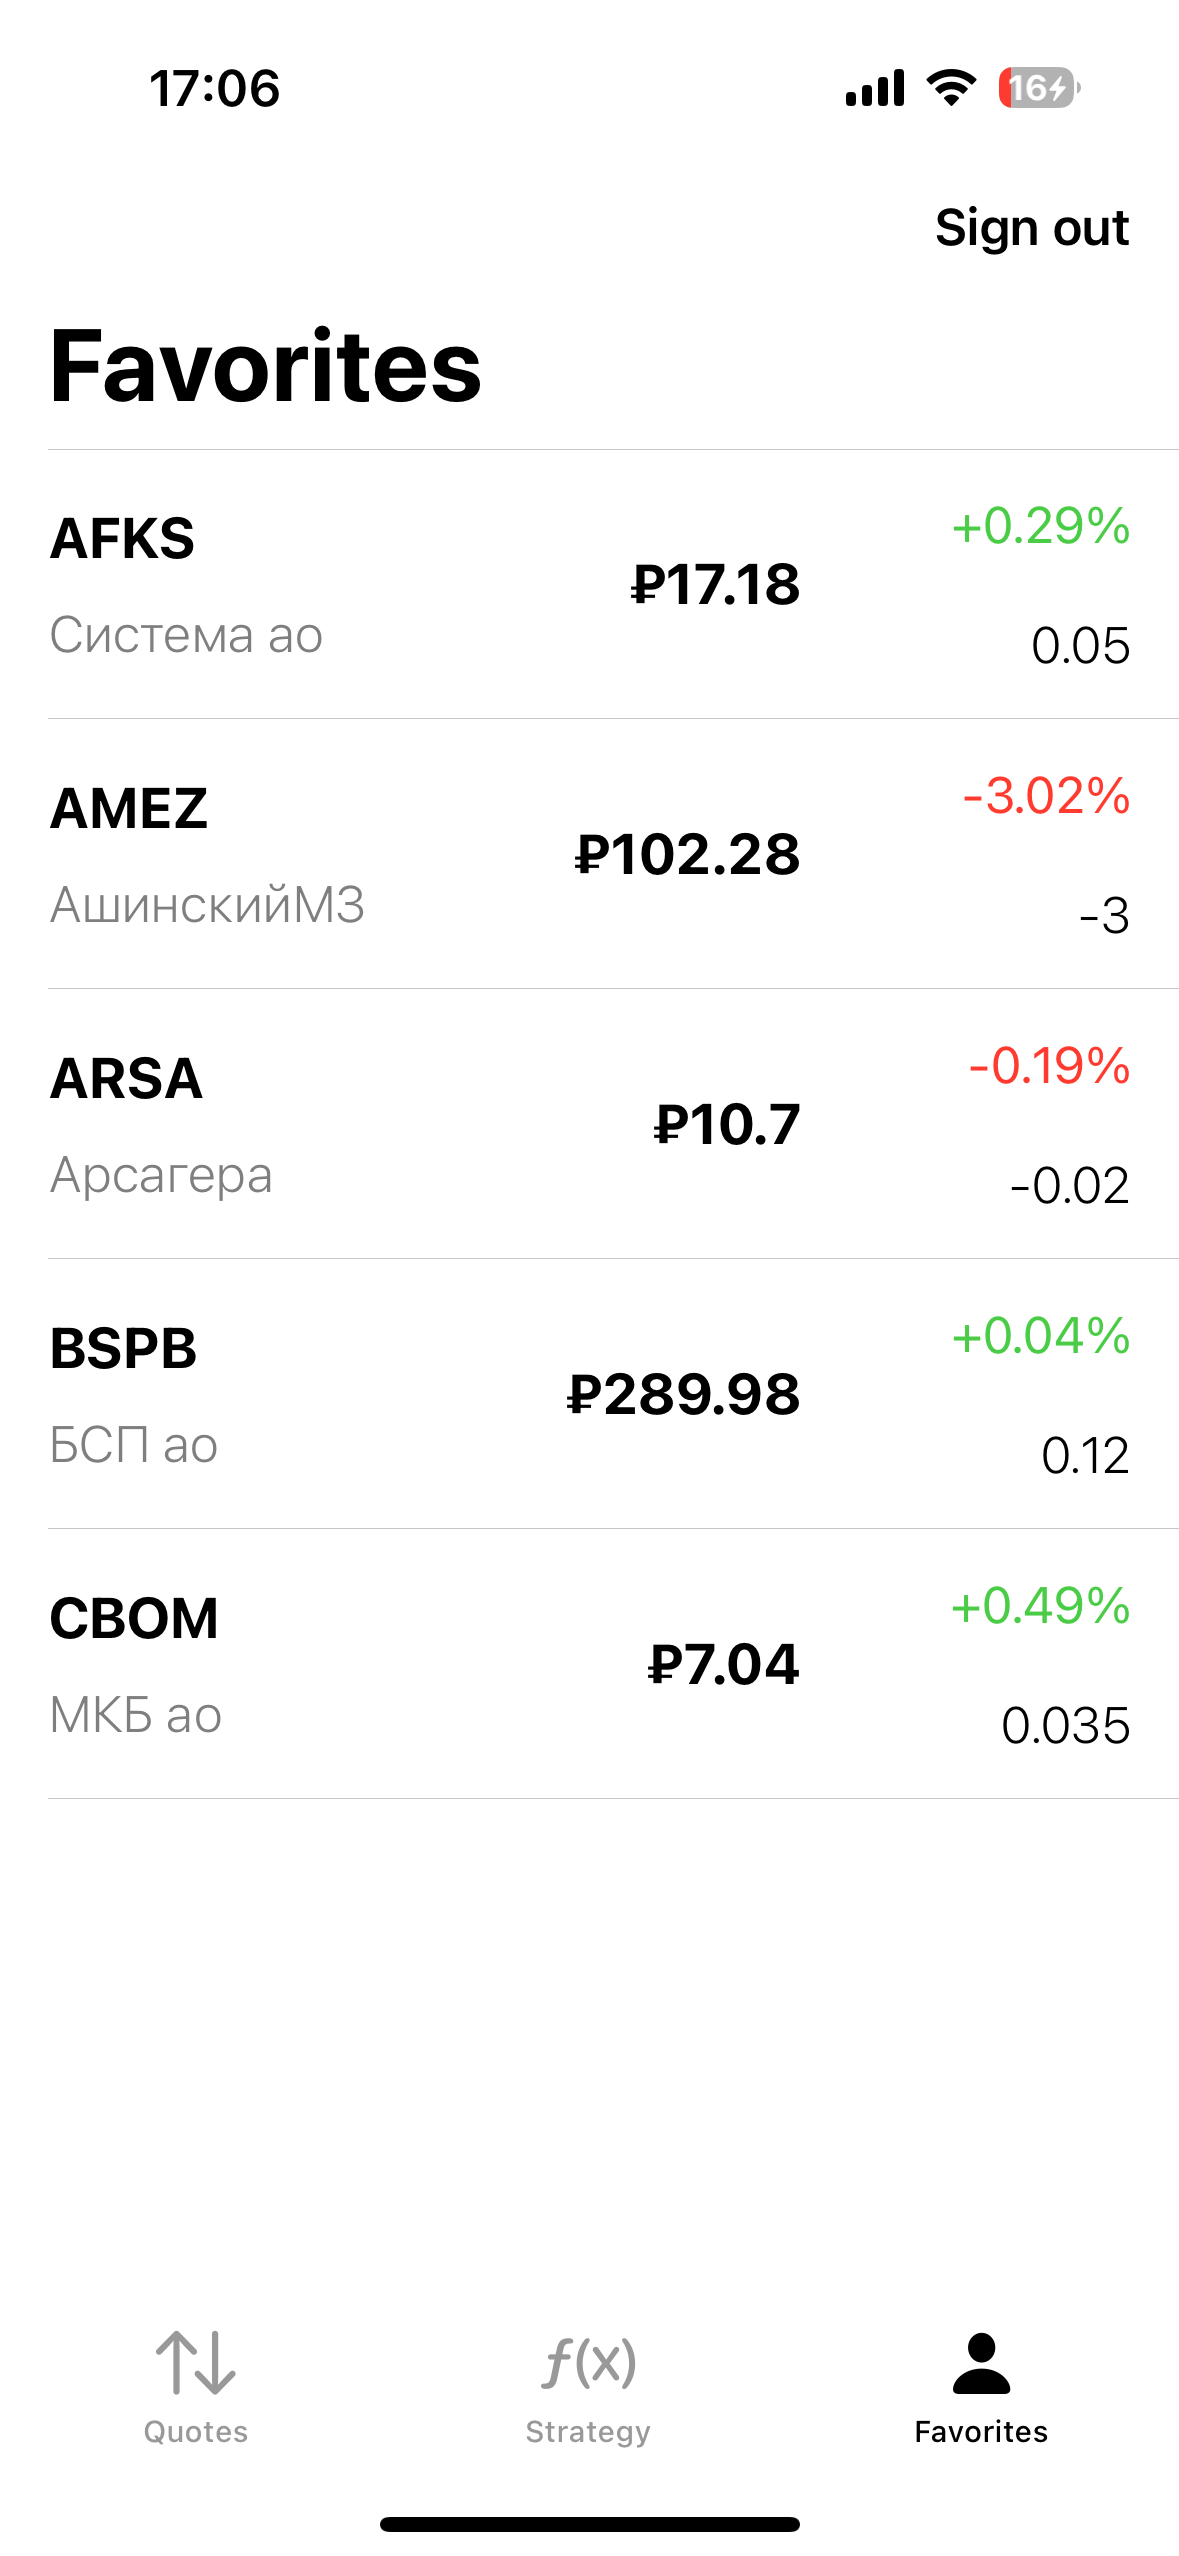 17:06
16
Sign out
Favorites
AFKS
Система ао
₽17.18
+0.29%
0.05
AMEZ
АшинскийМЗ
₽102.28
-3.02%
-3
ARSA
Арсагера
₽10.7
-0.19%
-0.02
BSPB
БСП ао
₽289.98
+0.04%
0.12
CBOM
МКБ ао
₽7.04
+0.49%
0.035
f(x)
Quotes
Strategy
Favorites